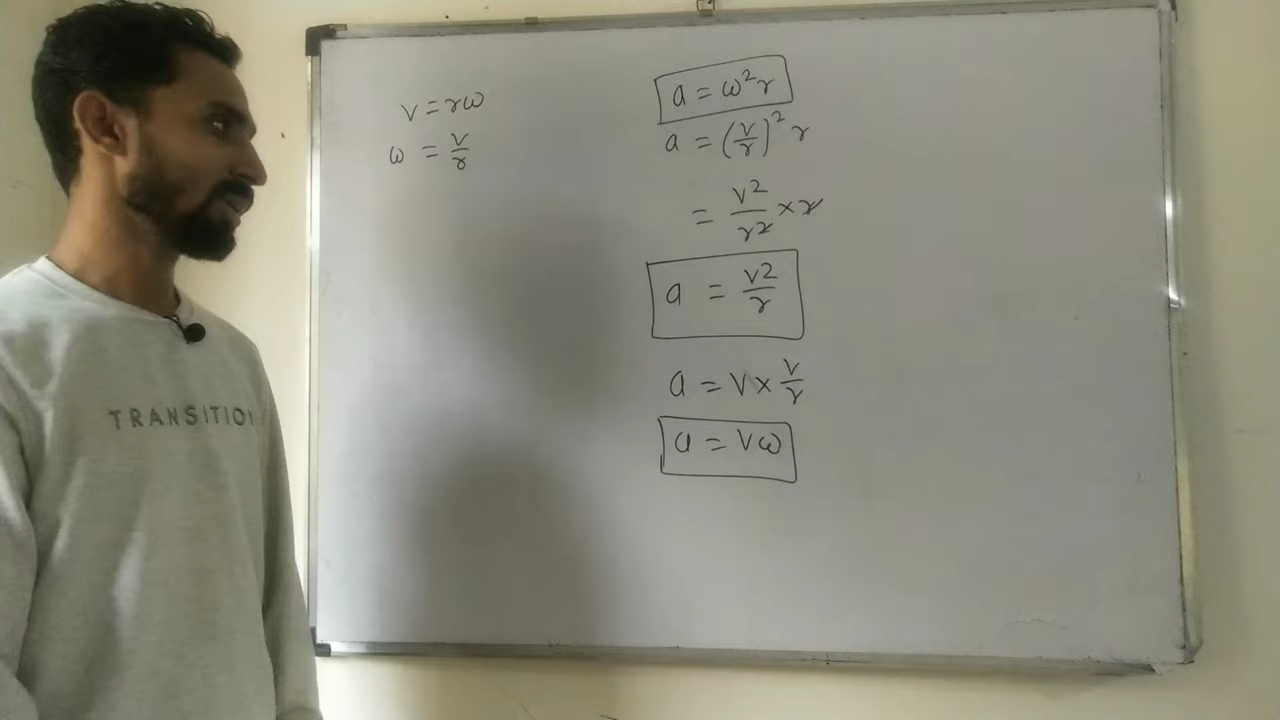 v = rω
ω = v/r
a = ω²r
a = (v/r)² r
= v²/r² × r
a = v²/r
a = v × v/r
a = vω
TRANSITION